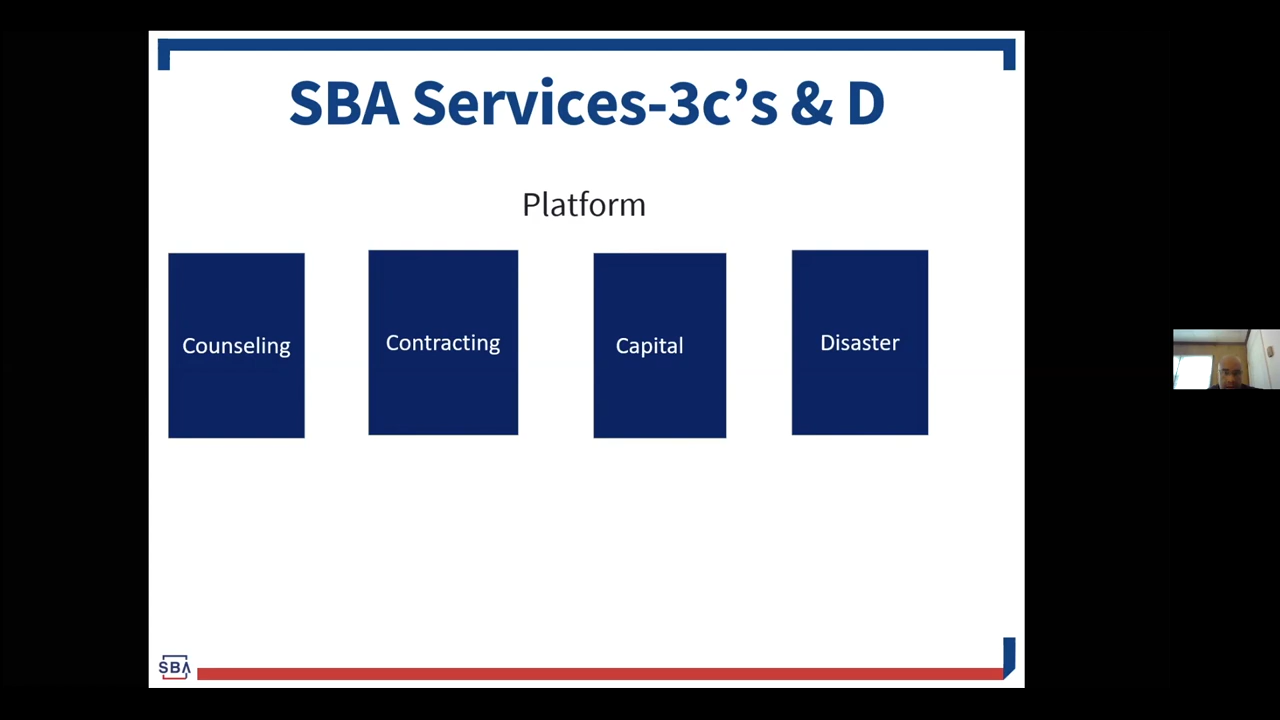 SBA Services-3c’s & D
Platform
Counseling
Contracting
Capital
Disaster
SBA